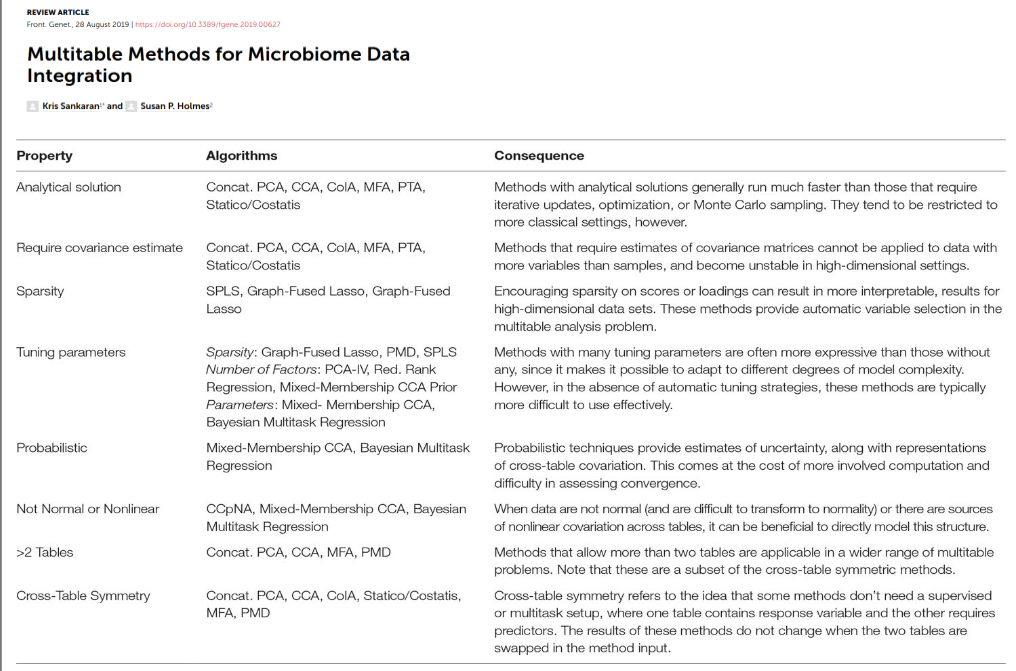 REVIEW ARTICLE
Front. Genet., 28 August 2019 | https://doi.org/10.3389/fgene.2019.00627
Multitable Methods for Microbiome Data
Integration
Kris Sankaran1* and Susan P. Holmes2
Property Algorithms Consequence
Analytical solution Concat. PCA, CCA, CoIA, MFA, PTA, Methods with analytical solutions generally run much faster than those that require
Statico/Costatis iterative updates, optimization, or Monte Carlo sampling. They tend to be restricted to
more classical settings, however.
Require covariance estimate Concat. PCA, CCA, CoIA, MFA, PTA, Methods that require estimates of covariance matrices cannot be applied to data with
Statico/Costatis more variables than samples, and become unstable in high-dimensional settings.
Sparsity SPLS, Graph-Fused Lasso, Graph-Fused Encouraging sparsity on scores or loadings can result in more interpretable, results for
Lasso high-dimensional data sets. These methods provide automatic variable selection in the
multitable analysis problem.
Tuning parameters Sparsity: Graph-Fused Lasso, PMD, SPLS Methods with many tuning parameters are often more expressive than those without
Number of Factors: PCA-IV, Red. Rank any, since it makes it possible to adapt to different degrees of model complexity.
Regression, Mixed-Membership CCA Prior However, in the absence of automatic tuning strategies, these methods are typically
Parameters: Mixed- Membership CCA, more difficult to use effectively.
Bayesian Multitask Regression
Probabilistic Mixed-Membership CCA, Bayesian Multitask Probabilistic techniques provide estimates of uncertainty, along with representations
Regression of cross-table covariation. This comes at the cost of more involved computation and
difficulty in assessing convergence.
Not Normal or Nonlinear CCpNA, Mixed-Membership CCA, Bayesian When data are not normal (and are difficult to transform to normality) or there are sources
Multitask Regression of nonlinear covariation across tables, it can be beneficial to directly model this structure.
>2 Tables Concat. PCA, CCA, MFA, PMD Methods that allow more than two tables are applicable in a wider range of multitable
problems. Note that these are a subset of the cross-table symmetric methods.
Cross-Table Symmetry Concat. PCA, CCA, CoIA, Statico/Costatis, Cross-table symmetry refers to the idea that some methods don't need a supervised
MFA, PMD or multitask setup, where one table contains response variable and the other requires
predictors. The results of these methods do not change when the two tables are
swapped in the method input.